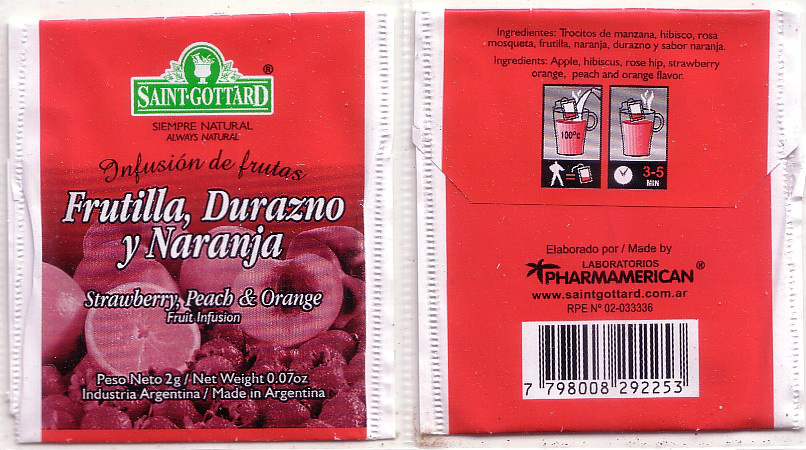 SAINT·GOTTARD®
SIEMPRE NATURAL
ALWAYS NATURAL
Infusión de frutas
Frutilla, Durazno
y Naranja
Strawberry, Peach & Orange
Fruit Infusion
Peso Neto 2g / Net Weight 0.07oz
Industria Argentina / Made in Argentina
Ingredientes: Trocitos de manzana, hibisco, rosa
mosqueta, frutilla, naranja, durazno y sabor naranja.
Ingredients: Apple, hibiscus, rose hip, strawberry
orange, peach and orange flavor.
100°c
= 3-5
MIN
Elaborado por / Made by
LABORATORIOS
PHARMAMERICAN®
www.saintgottard.com.ar
RPE Nº 02-033336
7 798008 292253